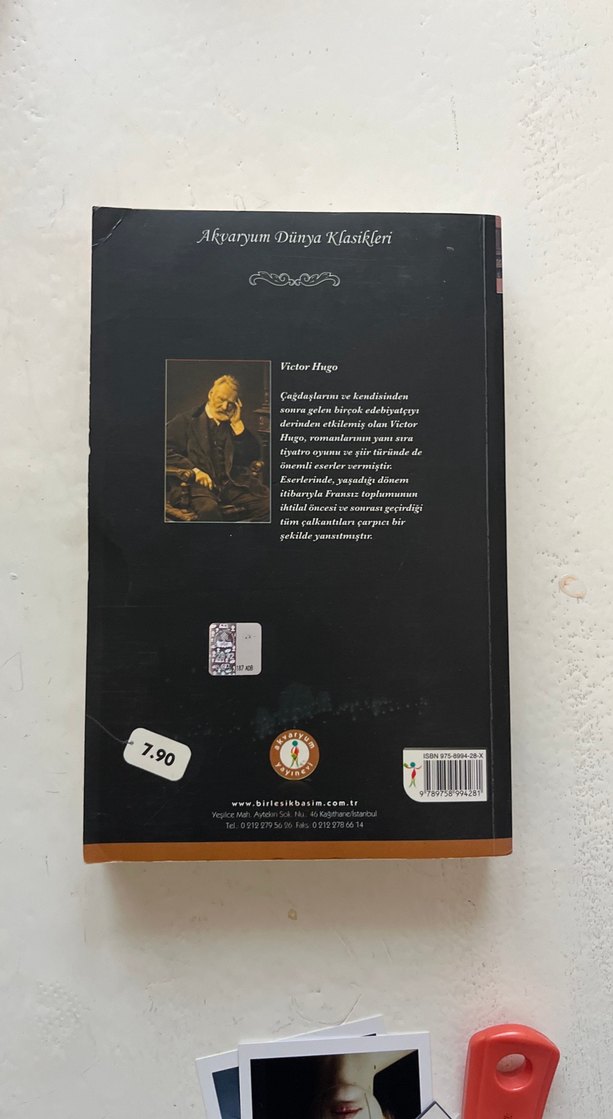 Akvaryum Dünya Klasikleri
Victor Hugo
Çağdaşlarını ve kendisinden
sonra gelen birçok edebiyatçıyı
derinden etkilemiş olan Victor
Hugo, romanlarının yanı sıra
tiyatro oyunu ve şiir türünde de
önemli eserler vermiştir.
Eserlerinde, yaşadığı dönem
itibarıyla Fransız toplumunun
ihtilal öncesi ve sonrası geçirdiği
tüm çalkantıları çarpıcı bir
şekilde yansıtmıştır.
187 ADB
7.90
akvaryum
yayınevi
ISBN 975-8994-28-X
9 789758 994281
www.birlesikbasim.com.tr
Yeşilce Mah. Aytekin Sok. Nu.: 46 Kağıthane/İstanbul
Tel.: 0 212 279 56 26 Faks: 0 212 278 66 14